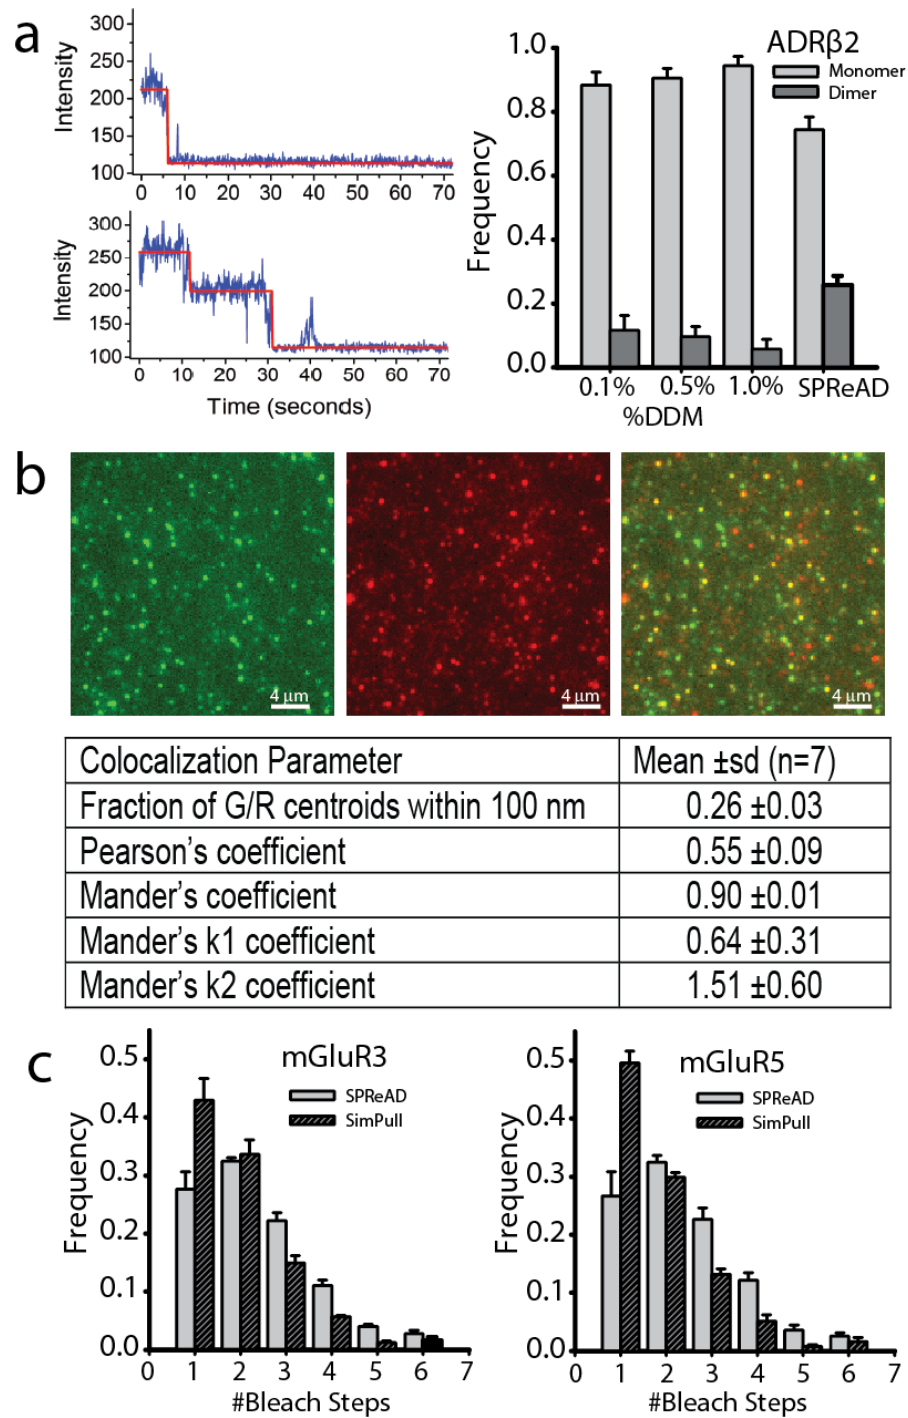 a
300
250
200
150
100
Intensity
0 10 20 30 40 50 60 70
300
250
200
150
100
Intensity
0 10 20 30 40 50 60 70
Time (seconds)
ADRβ2
Monomer
Dimer
1.0
0.8
0.6
0.4
0.2
0.0
Frequency
0.1% 0.5% 1.0% SPReAD
%DDM
b
4 µm
4 µm
4 µm
Colocalization Parameter Mean ±sd (n=7)
Fraction of G/R centroids within 100 nm 0.26 ±0.03
Pearson's coefficient 0.55 ±0.09
Mander's coefficient 0.90 ±0.01
Mander's k1 coefficient 0.64 ±0.31
Mander's k2 coefficient 1.51 ±0.60
c
mGluR3
SPReAD
SimPull
0.5
0.4
0.3
0.2
0.1
0.0
Frequency
0 1 2 3 4 5 6 7
#Bleach Steps
mGluR5
SPReAD
SimPull
0.5
0.4
0.3
0.2
0.1
0.0
Frequency
0 1 2 3 4 5 6 7
#Bleach Steps